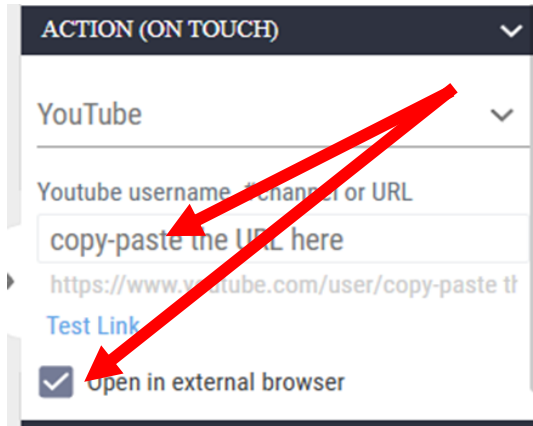 ACTION (ON TOUCH)
YouTube
Youtube username, #channel or URL
copy-paste the URL here
https://www.youtube.com/user/copy-paste th
Test Link
Open in external browser